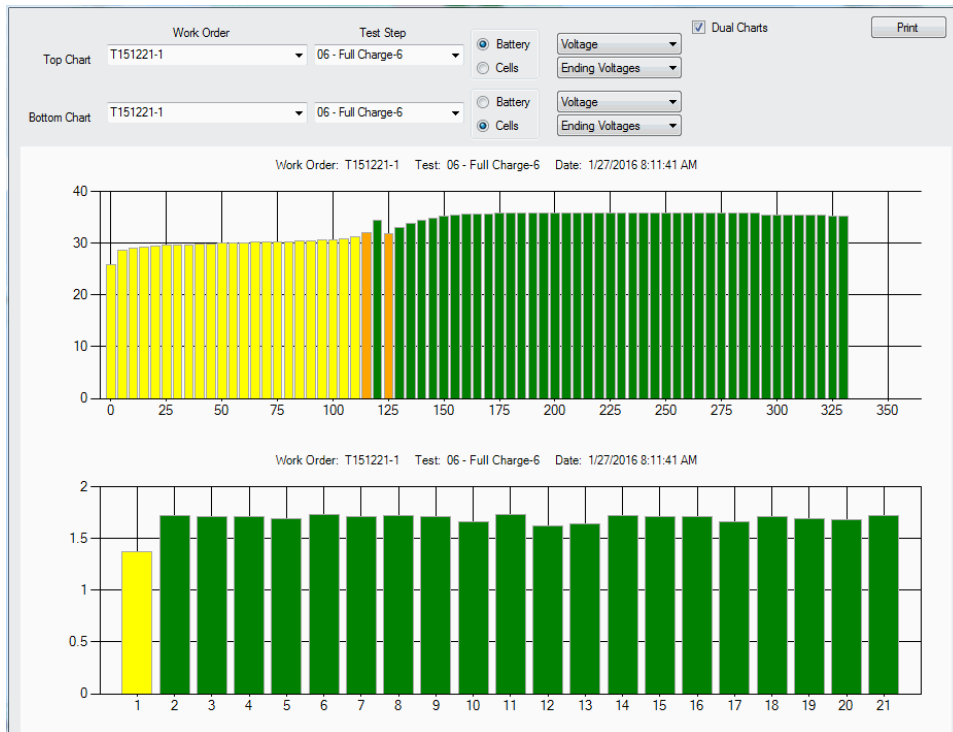 Work Order Test Step
Dual Charts Print
Top Chart T151221-1 06 - Full Charge-6 Battery Voltage
Cells Ending Voltages
Bottom Chart T151221-1 06 - Full Charge-6 Battery Voltage
Cells Ending Voltages
Work Order: T151221-1 Test: 06 - Full Charge-6 Date: 1/27/2016 8:11:41 AM
40
30
20
10
0
0 25 50 75 100 125 150 175 200 225 250 275 300 325 350
Work Order: T151221-1 Test: 06 - Full Charge-6 Date: 1/27/2016 8:11:41 AM
2
1.5
1
0.5
0
1 2 3 4 5 6 7 8 9 10 11 12 13 14 15 16 17 18 19 20 21